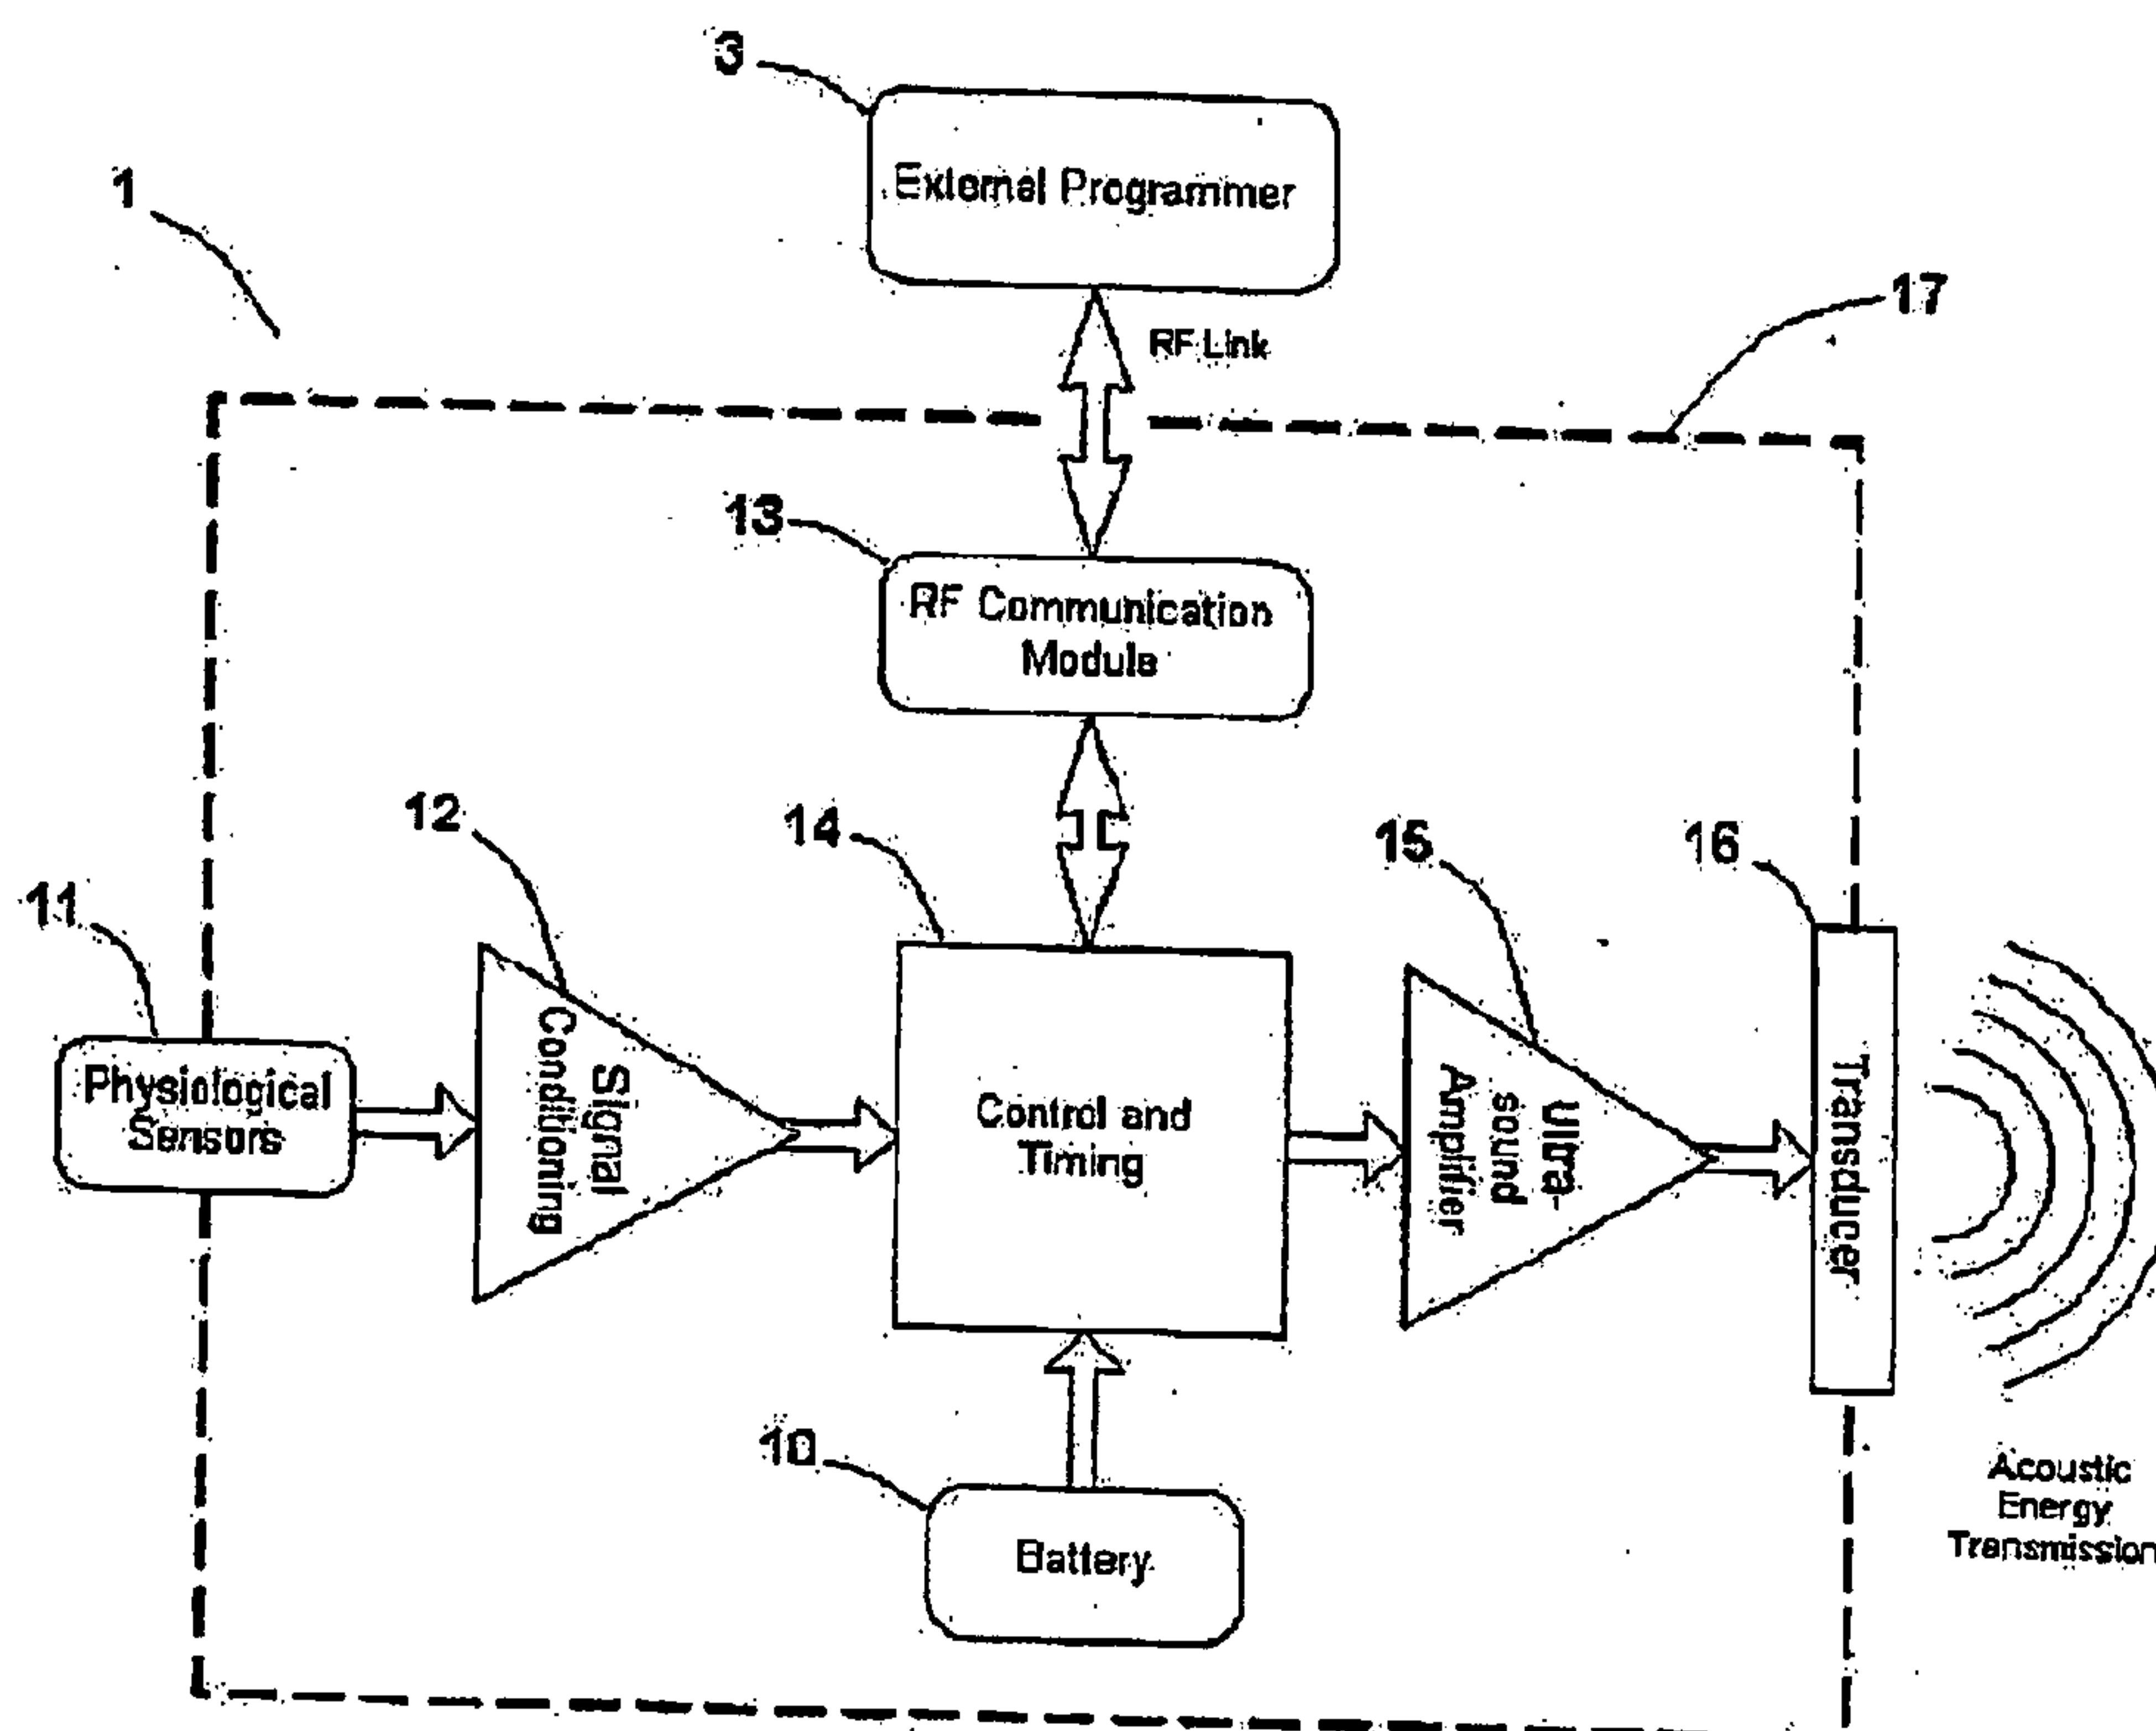 3
External Programmer
1
17
RF Link
13
RF Communication
Module
12
14
15
16
11
Physiological
Sensors
Signal
Conditioning
Control and
Timing
Ultra-
sound
Amplifier
Transducer
10
Battery
Acoustic
Energy
Transmission